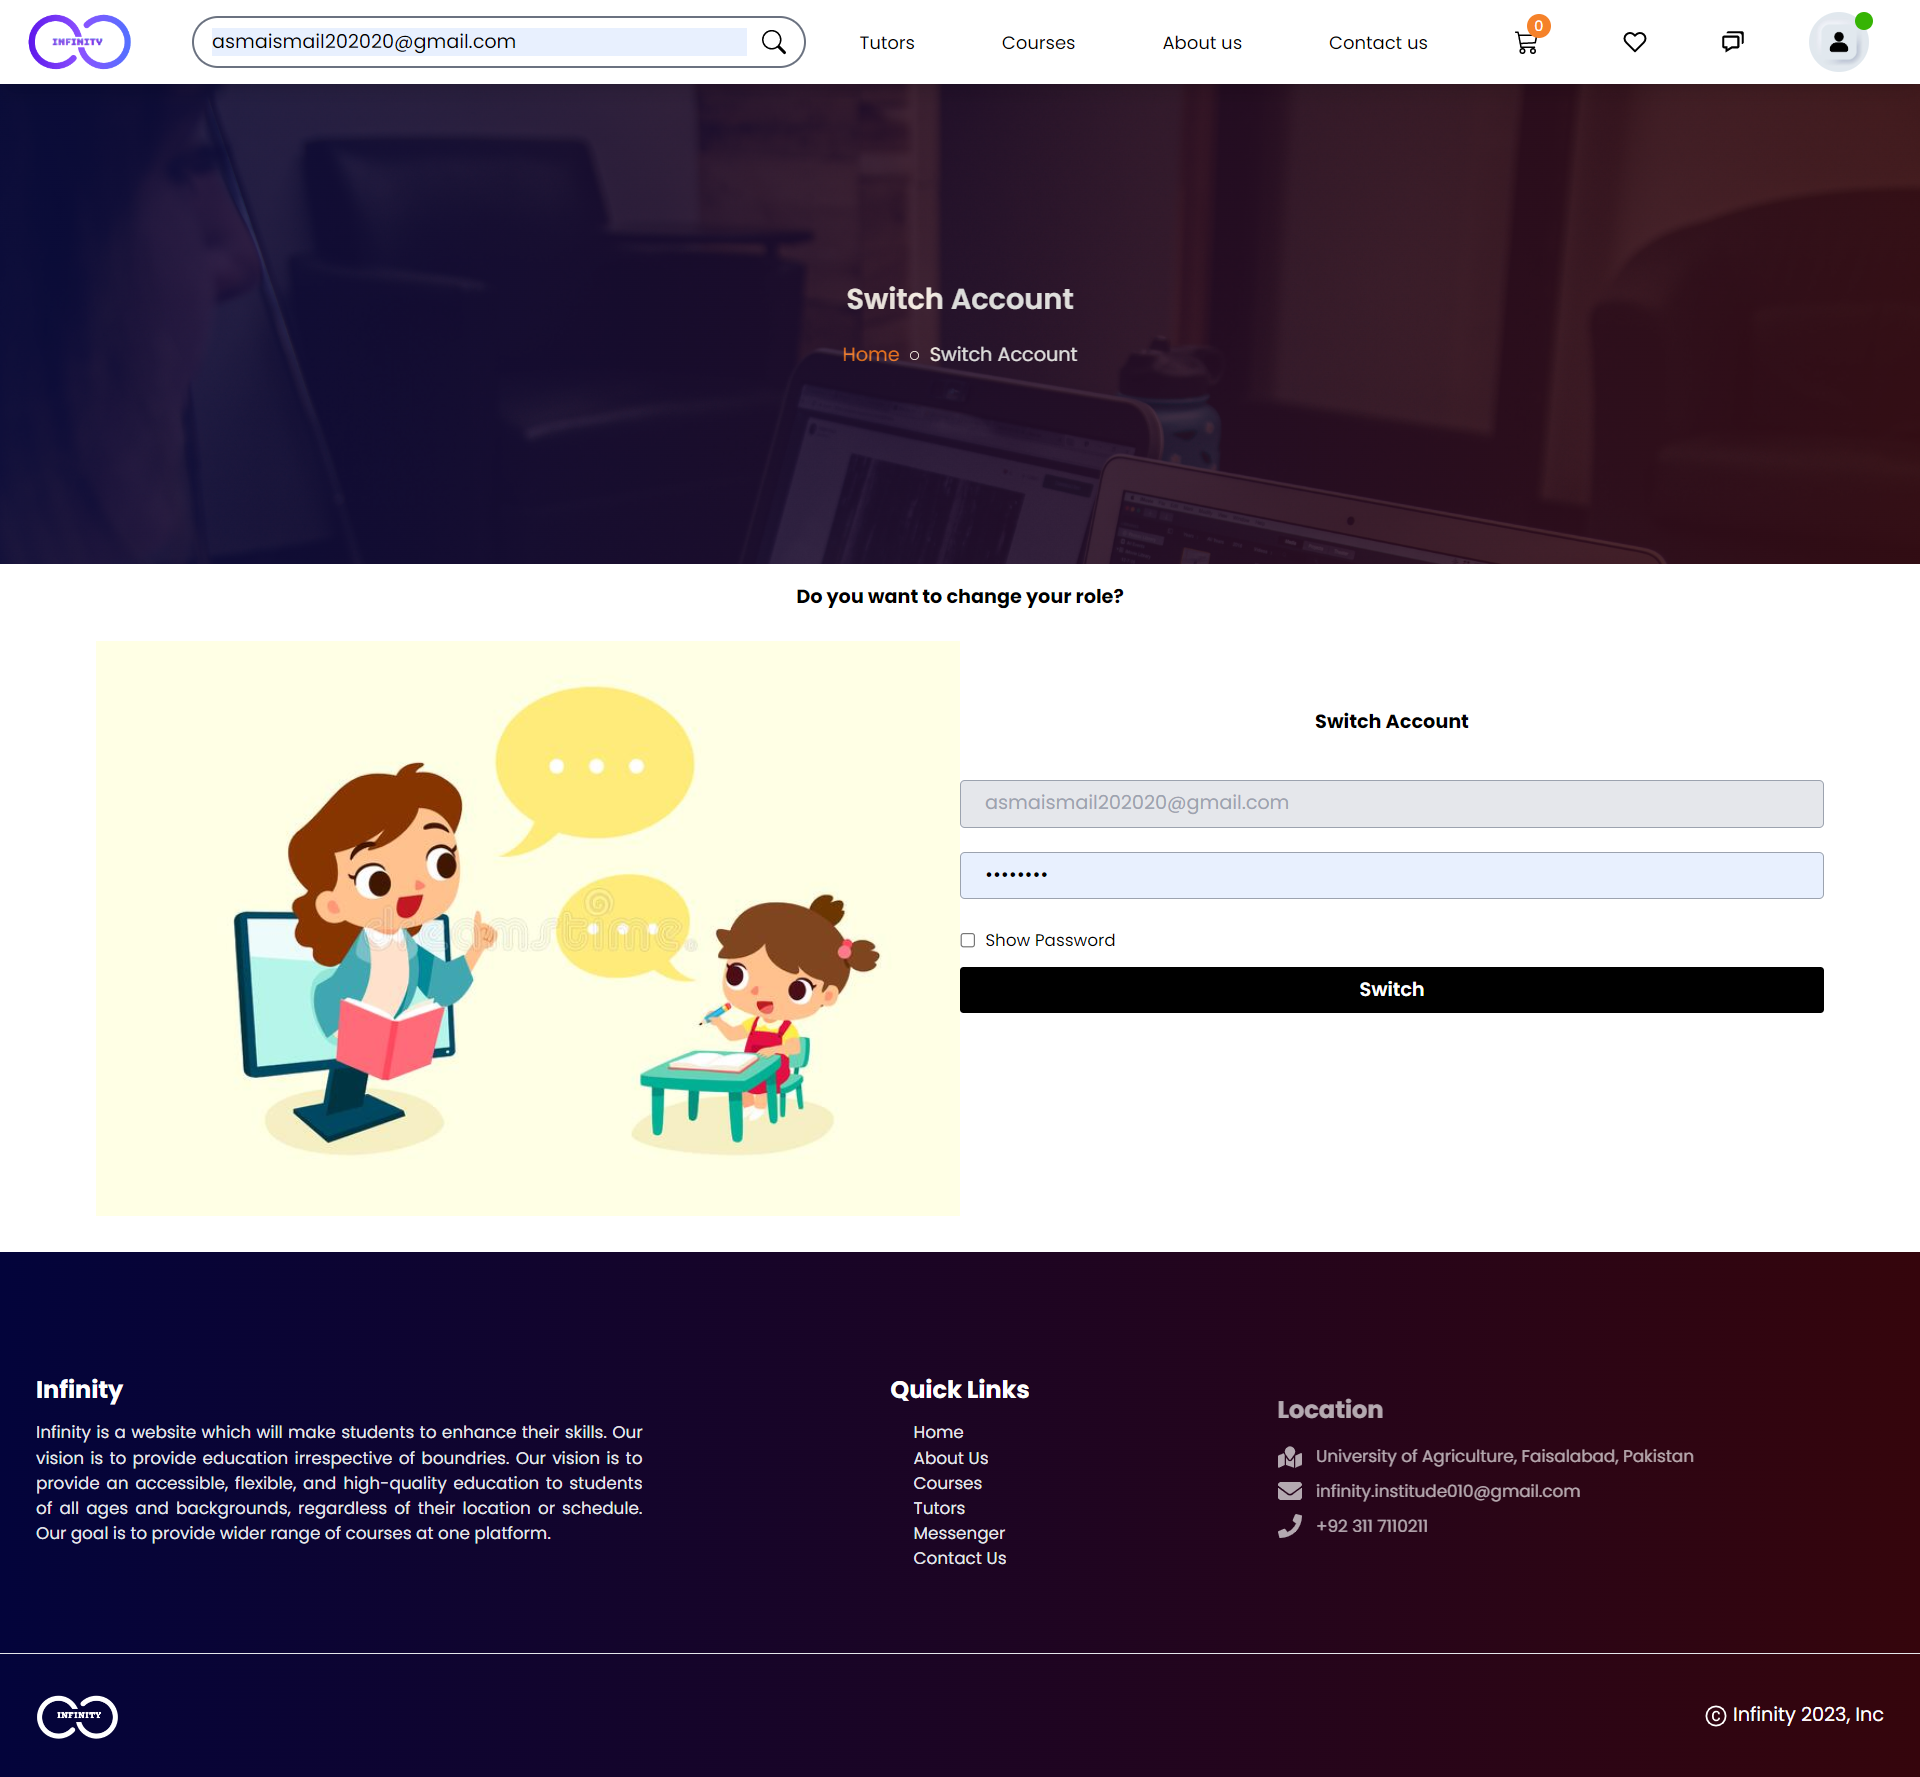 INFINITY
asmaismail202020@gmail.com
Tutors
Courses
About us
Contact us
0
Switch Account
Home
Switch Account
Do you want to change your role?
dreamstime
Switch Account
asmaismail202020@gmail.com
••••••••
Show Password
Switch
Infinity
Infinity is a website which will make students to enhance their skills. Our
vision is to provide education irrespective of boundries. Our vision is to
provide an accessible, flexible, and high-quality education to students
of all ages and backgrounds, regardless of their location or schedule.
Our goal is to provide wider range of courses at one platform.
Quick Links
Home
About Us
Courses
Tutors
Messenger
Contact Us
Location
University of Agriculture, Faisalabad, Pakistan
infinity.institude010@gmail.com
+92 311 7110211
INFINITY
© Infinity 2023, Inc